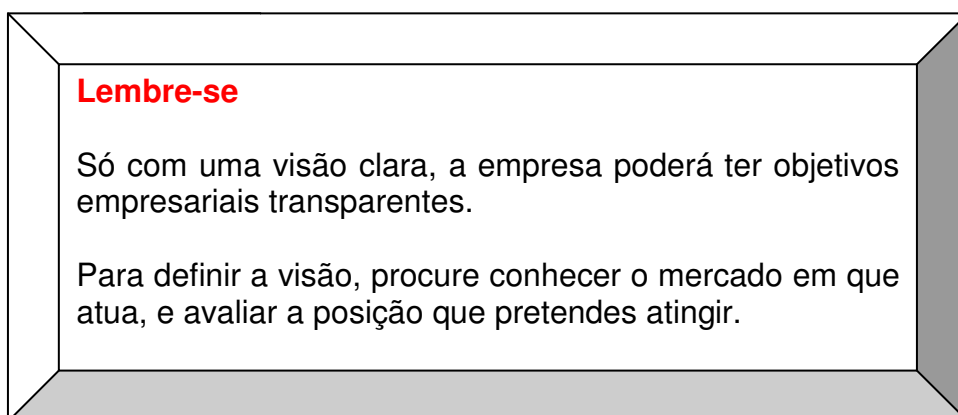 Lembre-se
Só com uma visão clara, a empresa poderá ter objetivos
empresariais transparentes.
Para definir a visão, procure conhecer o mercado em que
atua, e avaliar a posição que pretendes atingir.